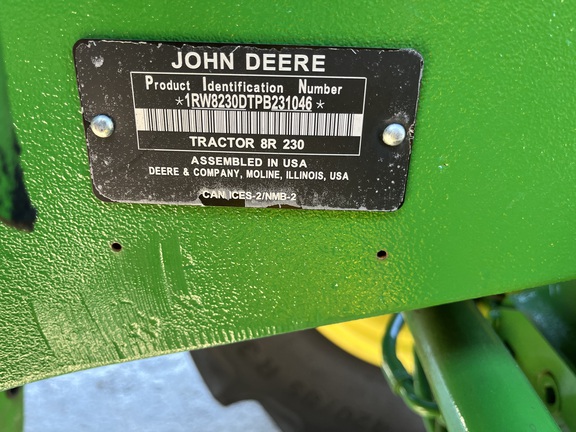 JOHN DEERE
Product Identification Number
*1RW8230DTPB231046*
TRACTOR 8R 230
ASSEMBLED IN USA
DEERE & COMPANY, MOLINE, ILLINOIS, USA
CAN ICES-2/NMB-2